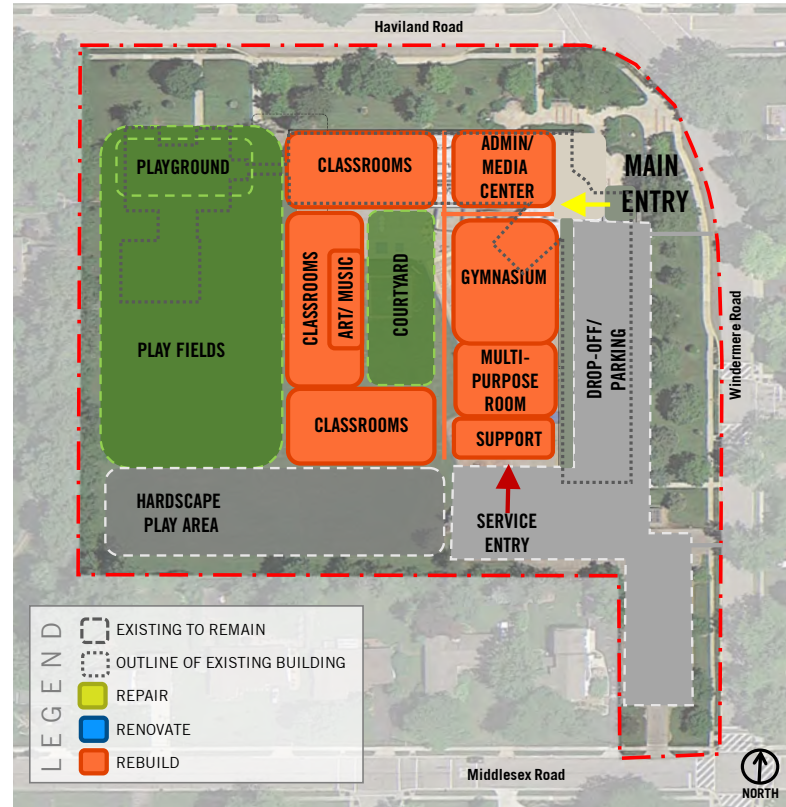 Haviland Road
PLAYGROUND
CLASSROOMS
ADMIN/
MEDIA
CENTER
MAIN
ENTRY
CLASSROOMS
ART/ MUSIC
COURTYARD
GYMNASIUM
DROP-OFF/
PARKING
Windermere Road
PLAY FIELDS
MULTI-
PURPOSE
ROOM
CLASSROOMS
SUPPORT
HARDSCAPE
PLAY AREA
SERVICE
ENTRY
LEGEND
EXISTING TO REMAIN
OUTLINE OF EXISTING BUILDING
REPAIR
RENOVATE
REBUILD
Middlesex Road
NORTH